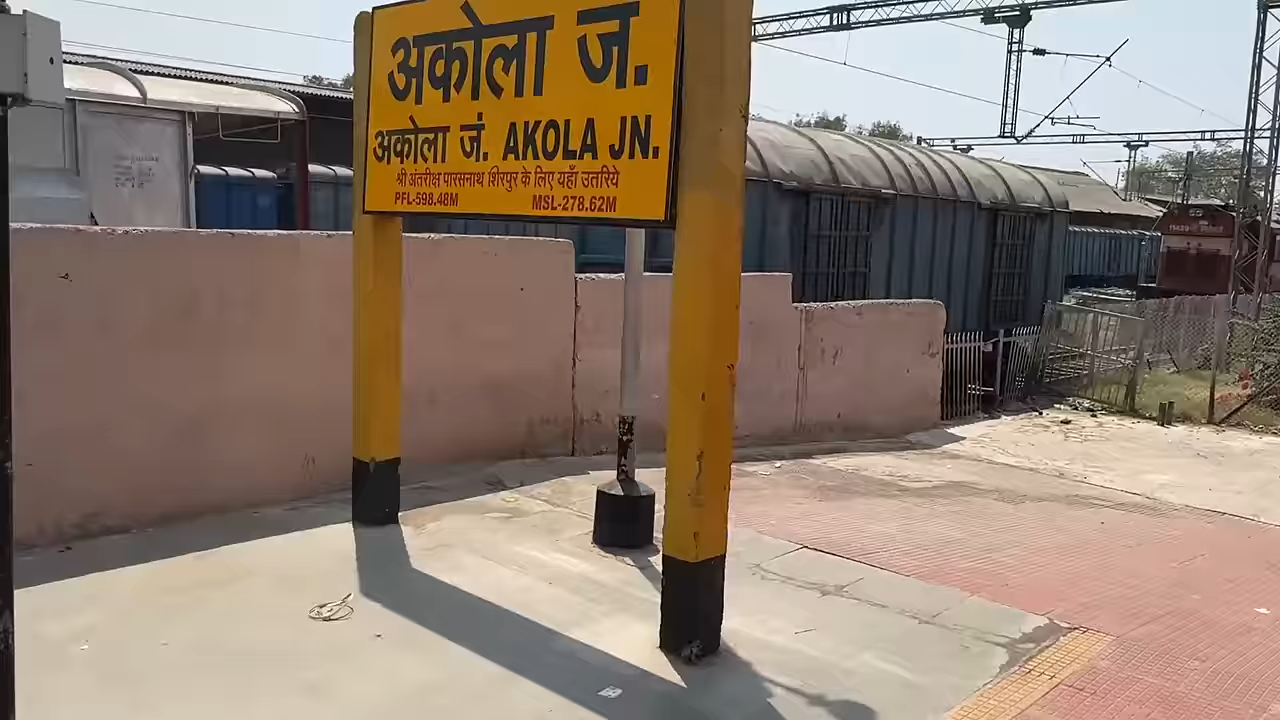 अकोला ज.
अकोला जं. AKOLA JN.
श्री अंतरीक्ष पारसनाथ शिरपुर के लिए यहाँ उतरिये
PFL-598.48M MSL-278.62M